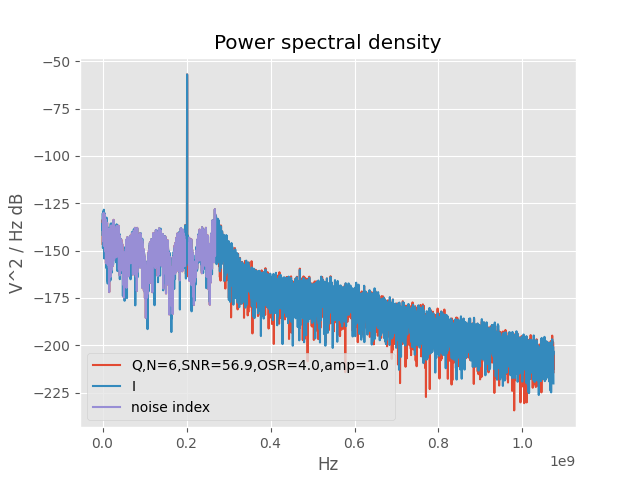 Power spectral density
−50
−75
−100
−125
−150
−175
−200
−225
V^2 / Hz dB
Q,N=6,SNR=56.9,OSR=4.0,amp=1.0
I
noise index
0.0 0.2 0.4 0.6 0.8 1.0
1e9
Hz